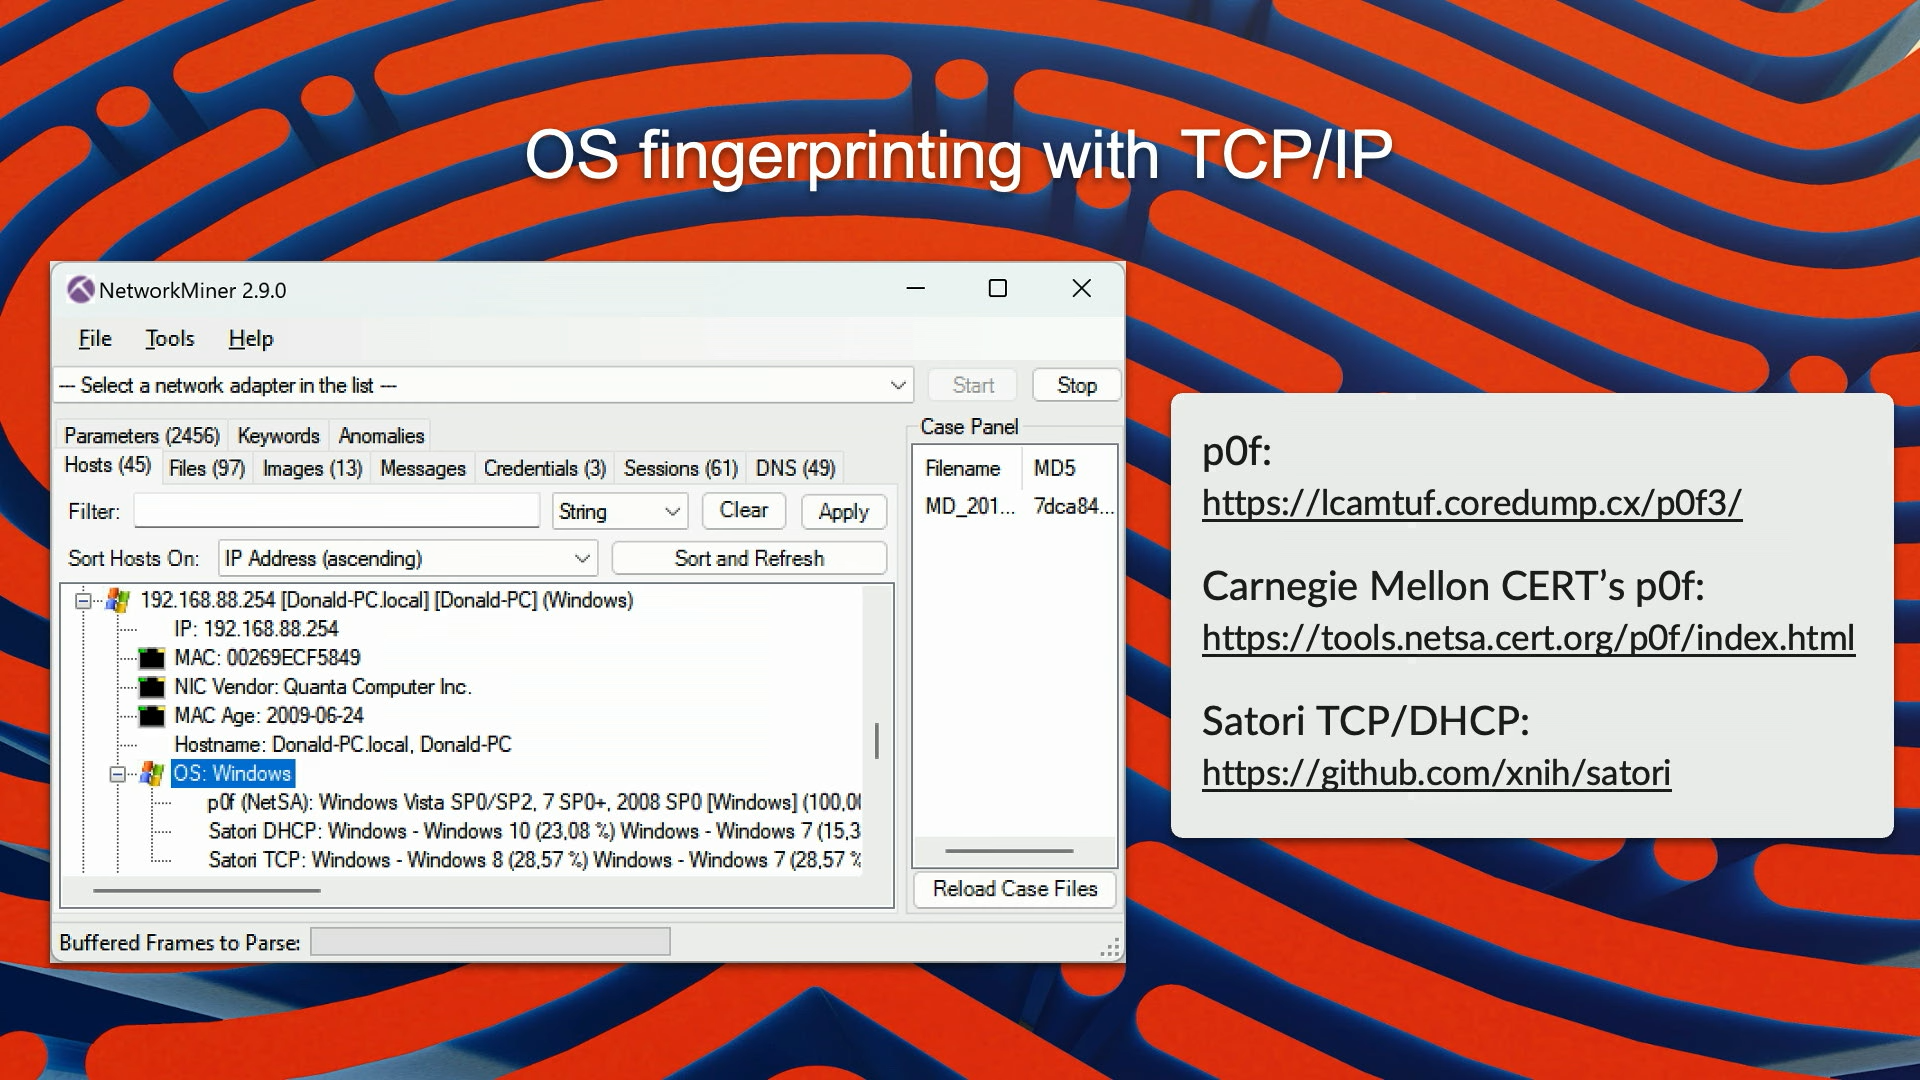 OS fingerprinting with TCP/IP
NetworkMiner 2.9.0
File Tools Help
--- Select a network adapter in the list ---
Start Stop
Parameters (2456) Keywords Anomalies
Hosts (45) Files (97) Images (13) Messages Credentials (3) Sessions (61) DNS (49)
Filter: String Clear Apply
Sort Hosts On: IP Address (ascending) Sort and Refresh
192.168.88.254 [Donald-PC.local] [Donald-PC] (Windows)
IP: 192.168.88.254
MAC: 00269ECF5849
NIC Vendor: Quanta Computer Inc.
MAC Age: 2009-06-24
Hostname: Donald-PC.local, Donald-PC
OS: Windows
p0f (NetSA): Windows Vista SP0/SP2, 7 SP0+, 2008 SP0 [Windows] (100,00
Satori DHCP: Windows - Windows 10 (23,08 %) Windows - Windows 7 (15,3
Satori TCP: Windows - Windows 8 (28,57 %) Windows - Windows 7 (28,57 %
Buffered Frames to Parse:
Case Panel
Filename MD5
MD_201... 7dca84...
Reload Case Files
p0f:
https://lcamtuf.coredump.cx/p0f3/
Carnegie Mellon CERT’s p0f:
https://tools.netsa.cert.org/p0f/index.html
Satori TCP/DHCP:
https://github.com/xnih/satori